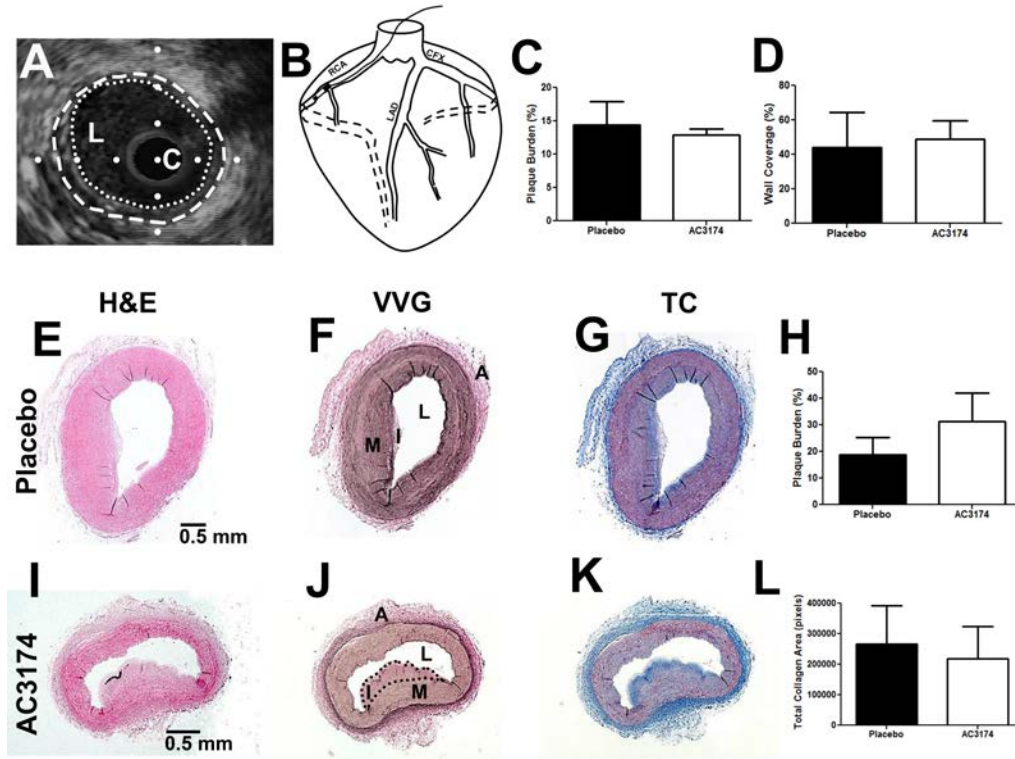 A
L
C
B
RCA
CFX
LAD
C
Plaque Burden (%)
20
15
10
5
0
Placebo
AC3174
D
Wall Coverage (%)
80
60
40
20
0
Placebo
AC3174
H&E
VVG
TC
Placebo
E
0.5 mm
F
A
L
M
I
G
H
Plaque Burden (%)
50
40
30
20
10
0
Placebo
AC3174
AC3174
I
0.5 mm
J
A
L
I
M
K
L
Total Collagen Area (pixels)
400000
300000
200000
100000
0
Placebo
AC3174